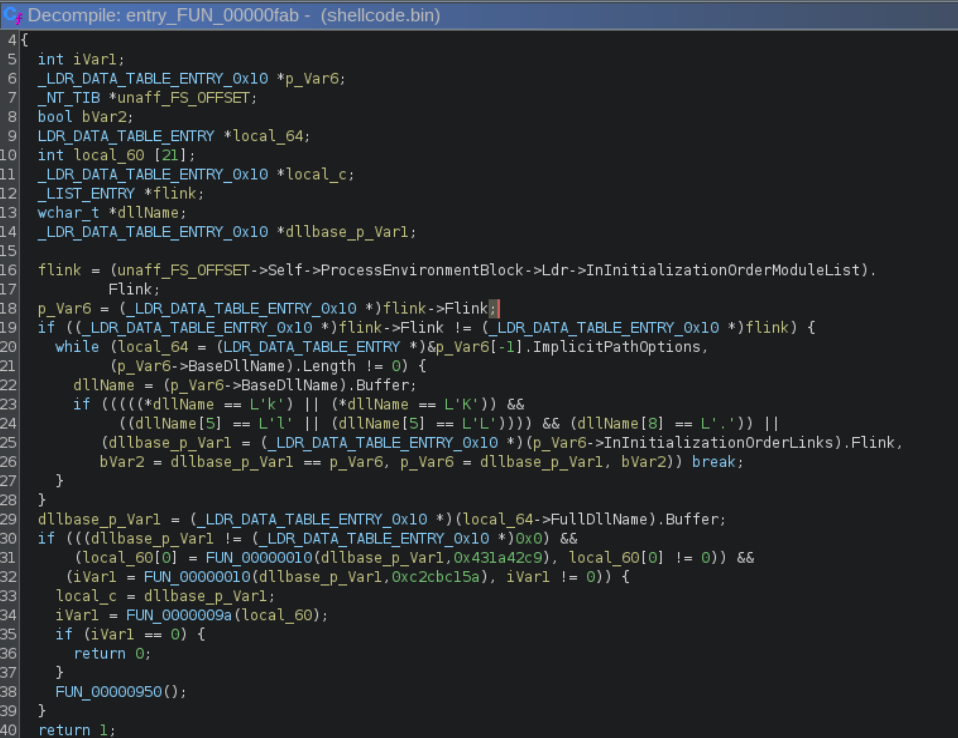 Decompile: entry_FUN_00000fab - (shellcode.bin)
4 {
5 int iVar1;
6 _LDR_DATA_TABLE_ENTRY_0x10 *p_Var6;
7 _NT_TIB *unaff_FS_OFFSET;
8 bool bVar2;
9 LDR_DATA_TABLE_ENTRY *local_64;
10 int local_60 [21];
11 _LDR_DATA_TABLE_ENTRY_0x10 *local_c;
12 _LIST_ENTRY *flink;
13 wchar_t *dllName;
14 _LDR_DATA_TABLE_ENTRY_0x10 *dllbase_p_Var1;
15
16 flink = (unaff_FS_OFFSET->Self->ProcessEnvironmentBlock->Ldr->InInitializationOrderModuleList).
17 Flink;
18 p_Var6 = (_LDR_DATA_TABLE_ENTRY_0x10 *)flink->Flink;
19 if ((_LDR_DATA_TABLE_ENTRY_0x10 *)flink->Flink != (_LDR_DATA_TABLE_ENTRY_0x10 *)flink) {
20 while (local_64 = (LDR_DATA_TABLE_ENTRY *)&p_Var6[-1].ImplicitPathOptions,
21 (p_Var6->BaseDllName).Length != 0) {
22 dllName = (p_Var6->BaseDllName).Buffer;
23 if (((((*dllName == L'k') || (*dllName == L'K')) &&
24 ((dllName[5] == L'l' || (dllName[5] == L'L')))) && (dllName[8] == L'.')) ||
25 (dllbase_p_Var1 = (_LDR_DATA_TABLE_ENTRY_0x10 *)(p_Var6->InInitializationOrderLinks).Flink,
26 bVar2 = dllbase_p_Var1 == p_Var6, p_Var6 = dllbase_p_Var1, bVar2)) break;
27 }
28 }
29 dllbase_p_Var1 = (_LDR_DATA_TABLE_ENTRY_0x10 *)(local_64->FullDllName).Buffer;
30 if (((dllbase_p_Var1 != (_LDR_DATA_TABLE_ENTRY_0x10 *)0x0) &&
31 (local_60[0] = FUN_00000010(dllbase_p_Var1,0x431a42c9), local_60[0] != 0)) &&
32 (iVar1 = FUN_00000010(dllbase_p_Var1,0xc2cbc15a), iVar1 != 0)) {
33 local_c = dllbase_p_Var1;
34 iVar1 = FUN_0000009a(local_60);
35 if (iVar1 == 0) {
36 return 0;
37 }
38 FUN_00000950();
39 }
40 return 1;